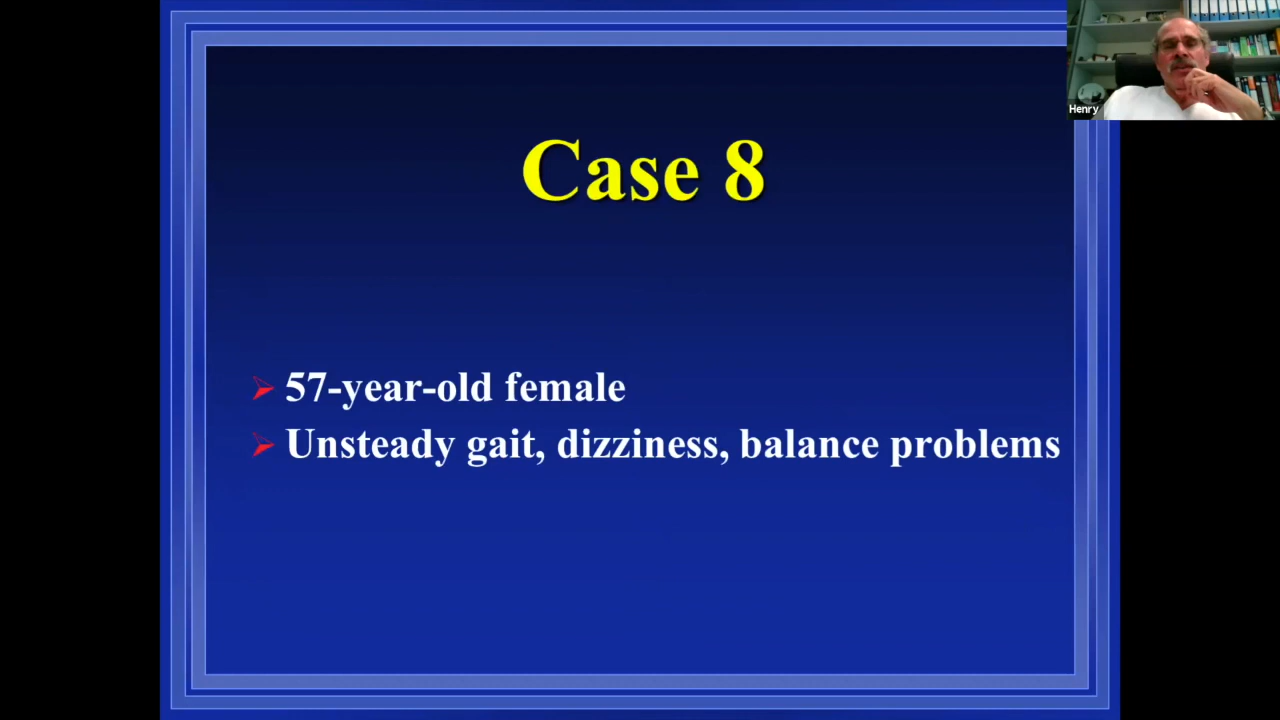 Henry
Case 8
57-year-old female
Unsteady gait, dizziness, balance problems